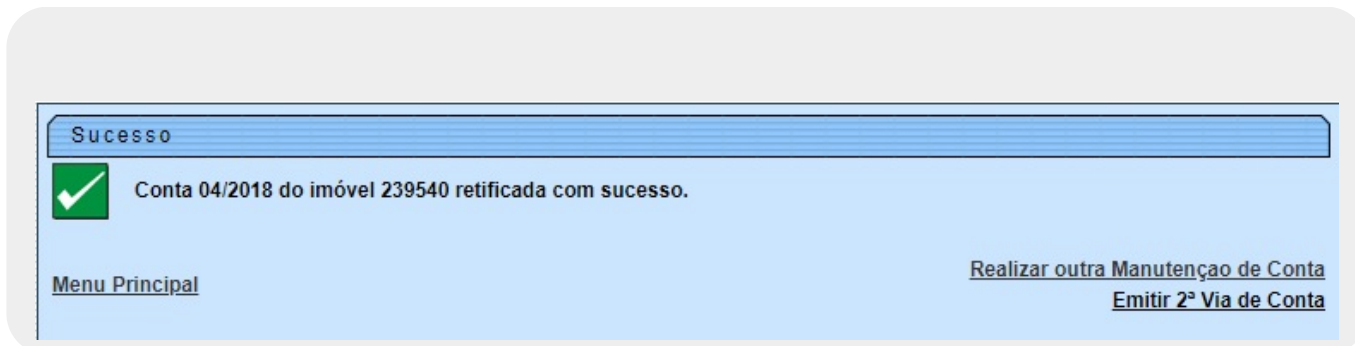 Sucesso
Conta 04/2018 do imóvel 239540 retificada com sucesso.
Realizar outra Manutençao de Conta
Menu Principal
Emitir 2ª Via de Conta